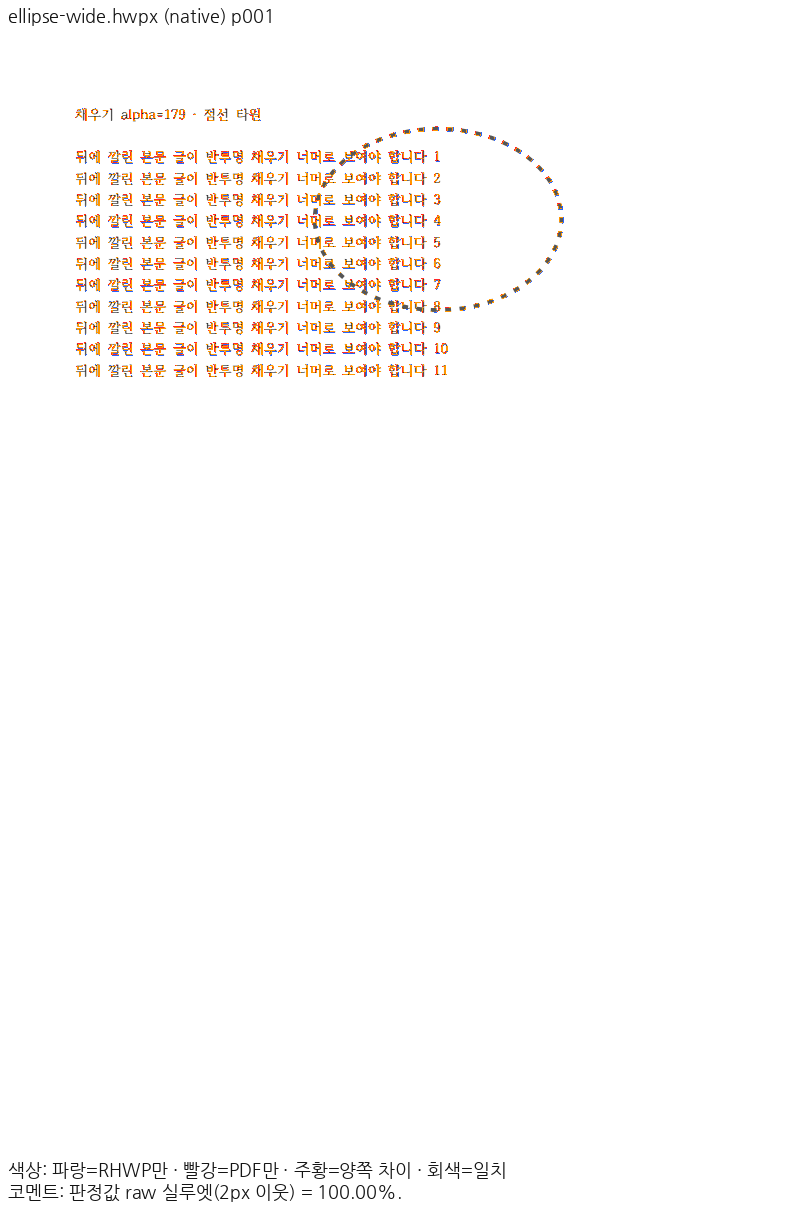 ellipse-wide.hwpx (native) p001
채우기 alpha=179 · 점선 타원
뒤에 깔린 본문 글이 반투명 채우기 너머로 보여야 합니다 1
뒤에 깔린 본문 글이 반투명 채우기 너머로 보여야 합니다 2
뒤에 깔린 본문 글이 반투명 채우기 너머로 보여야 합니다 3
뒤에 깔린 본문 글이 반투명 채우기 너머로 보여야 합니다 4
뒤에 깔린 본문 글이 반투명 채우기 너머로 보여야 합니다 5
뒤에 깔린 본문 글이 반투명 채우기 너머로 보여야 합니다 6
뒤에 깔린 본문 글이 반투명 채우기 너머로 보여야 합니다 7
뒤에 깔린 본문 글이 반투명 채우기 너머로 보여야 합니다 8
뒤에 깔린 본문 글이 반투명 채우기 너머로 보여야 합니다 9
뒤에 깔린 본문 글이 반투명 채우기 너머로 보여야 합니다 10
뒤에 깔린 본문 글이 반투명 채우기 너머로 보여야 합니다 11
색상: 파랑=RHWP만 · 빨강=PDF만 · 주황=양쪽 차이 · 회색=일치
코멘트: 판정값 raw 실루엣(2px 이웃) = 100.00%.